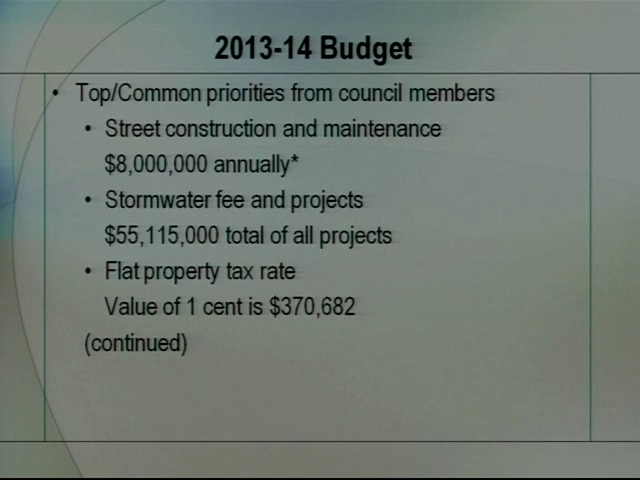 2013-14 Budget
• Top/Common priorities from council members
• Street construction and maintenance
$8,000,000 annually*
• Stormwater fee and projects
$55,115,000 total of all projects
• Flat property tax rate
Value of 1 cent is $370,682
(continued)